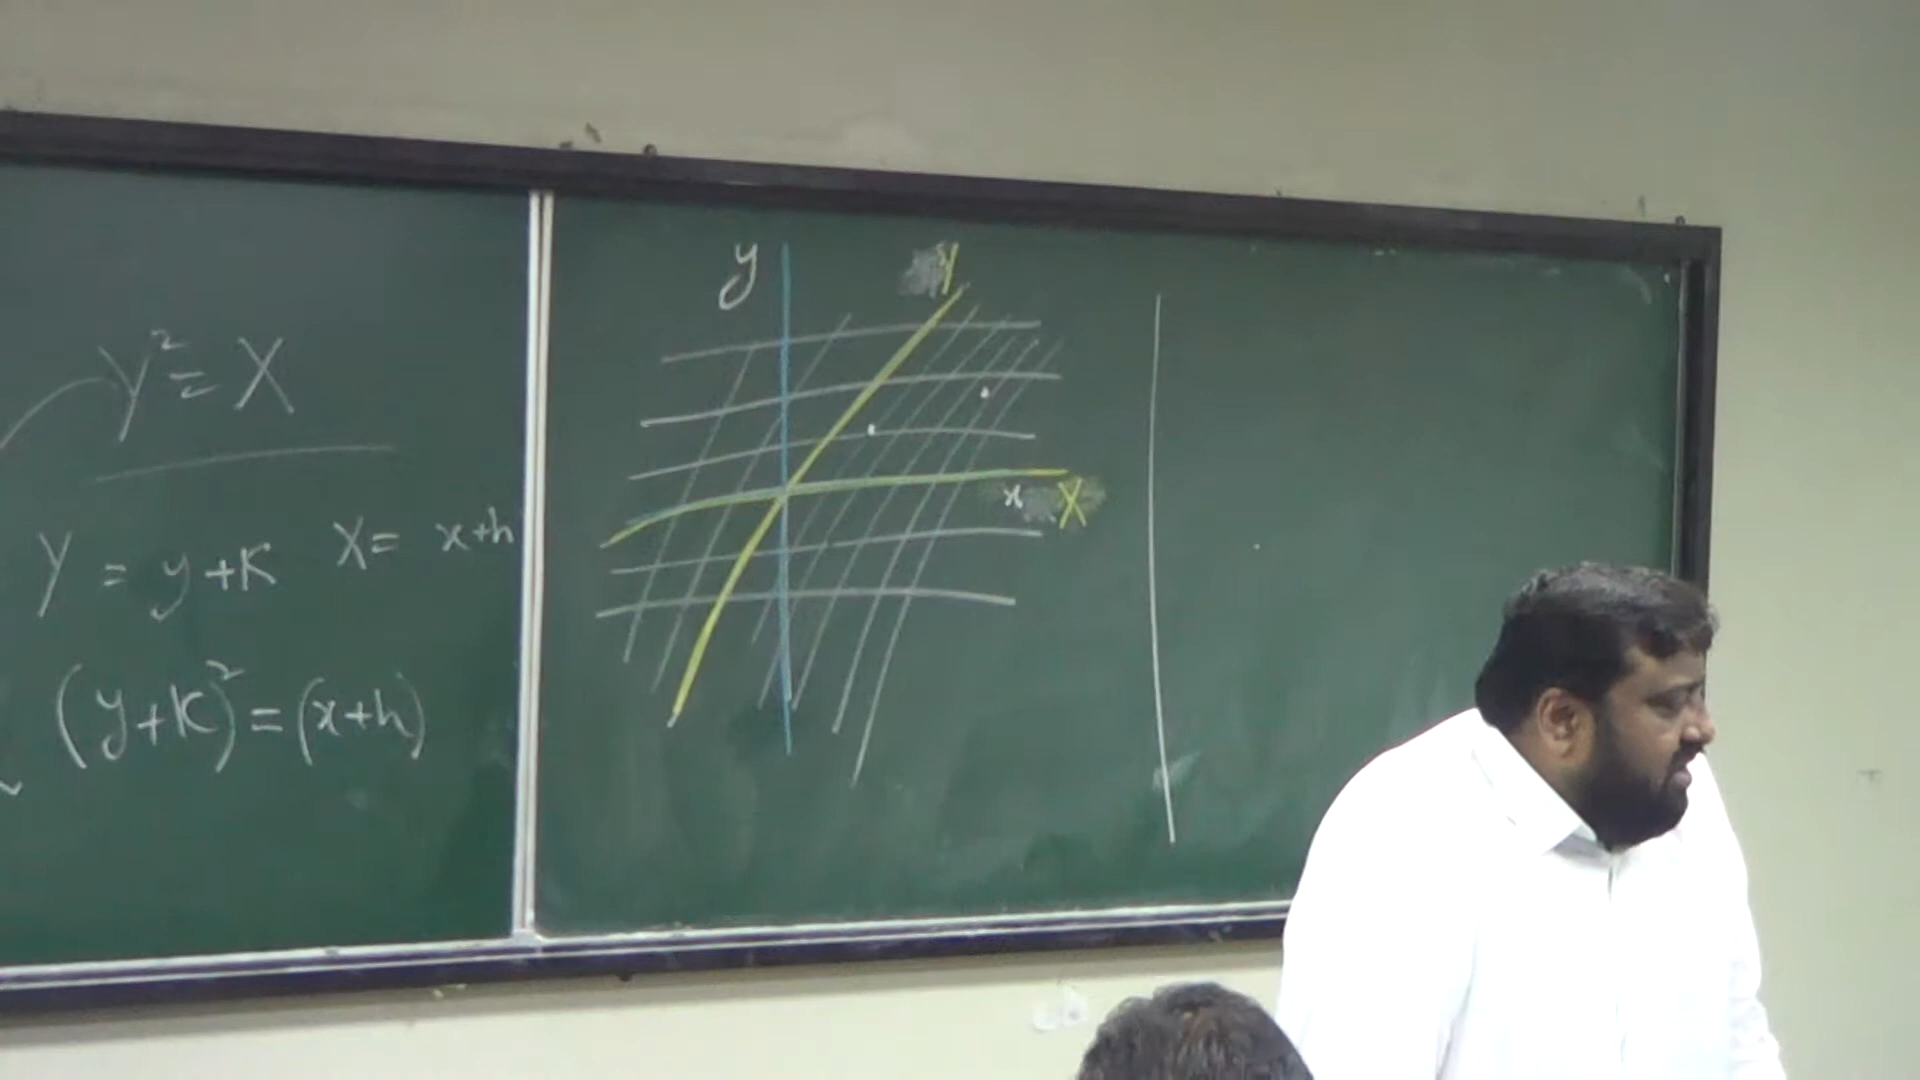 Y² = X
Y = y+K X = x+h
(y+K)² = (x+h)
y Y
x X